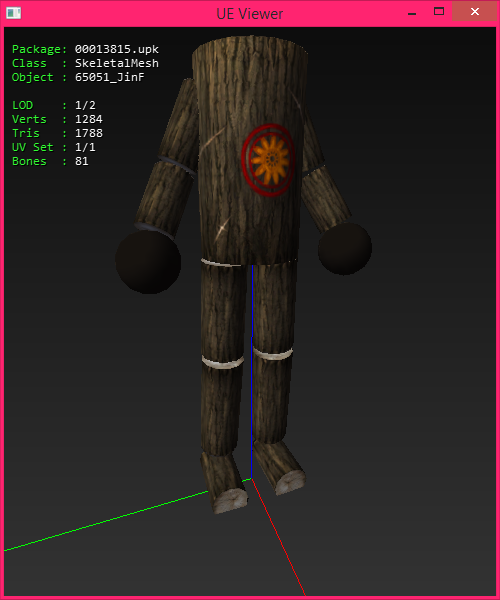 UE Viewer
Package: 00013815.upk
Class : SkeletalMesh
Object : 65051_JinF
LOD : 1/2
Verts : 1284
Tris : 1788
UV Set : 1/1
Bones : 81